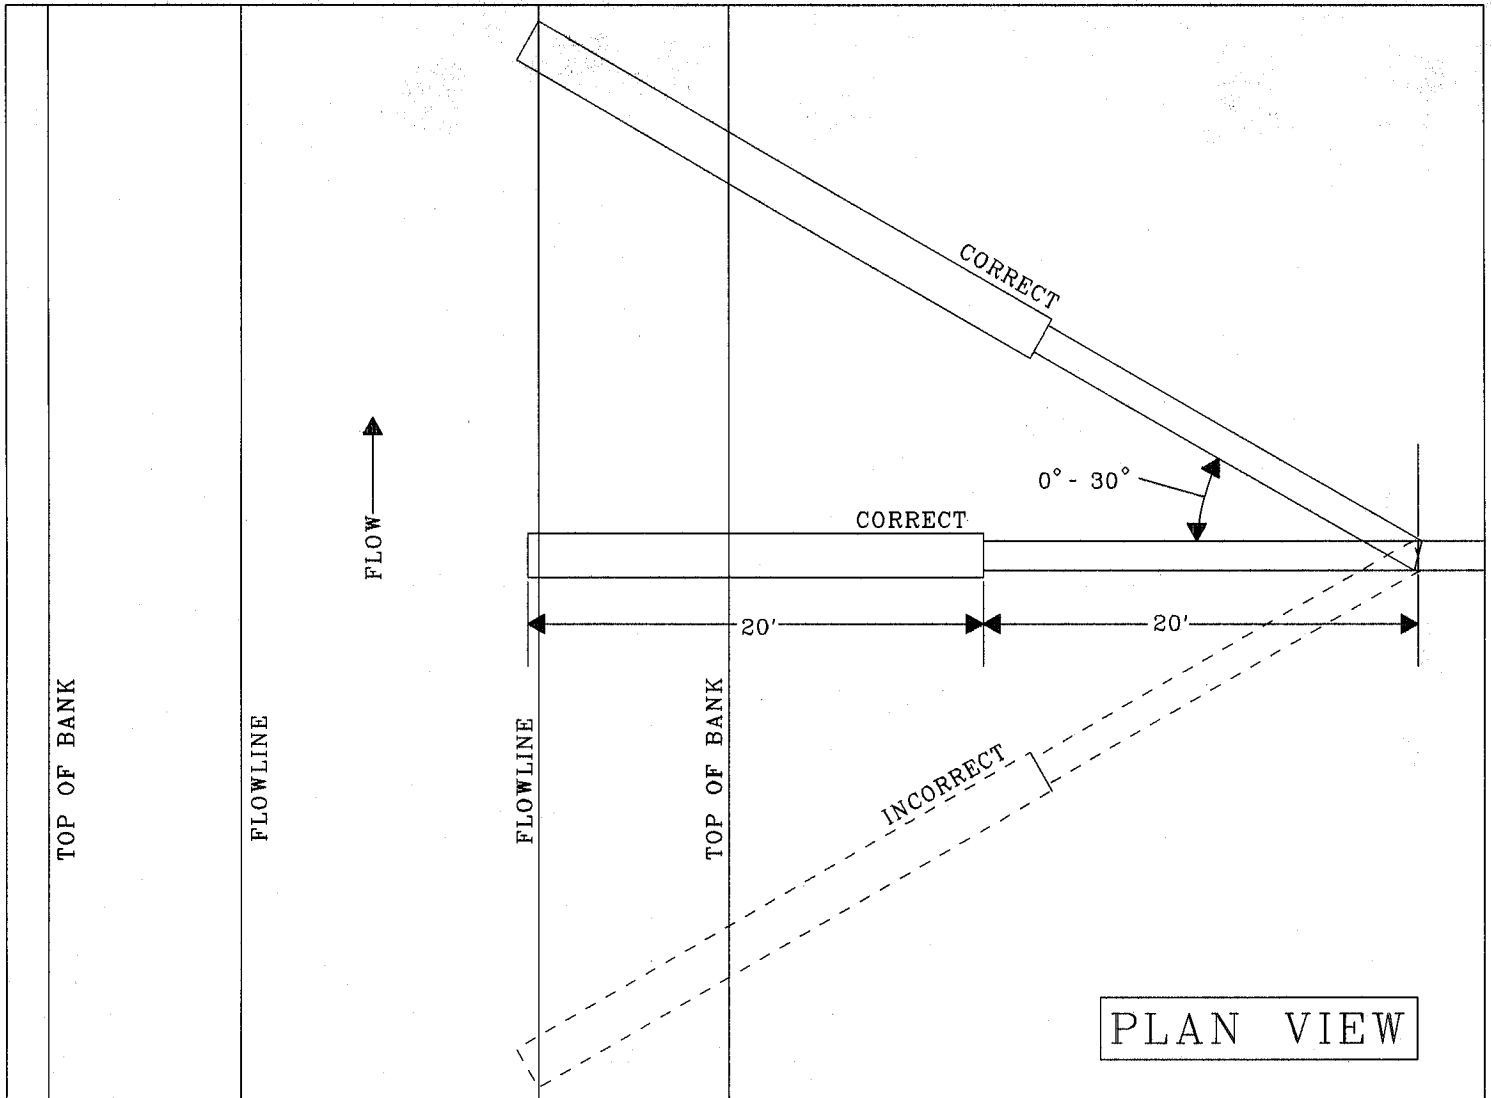 CORRECT
0° - 30°
CORRECT
FLOW
20'
20'
TOP OF BANK
FLOWLINE
FLOWLINE
TOP OF BANK
INCORRECT
PLAN VIEW